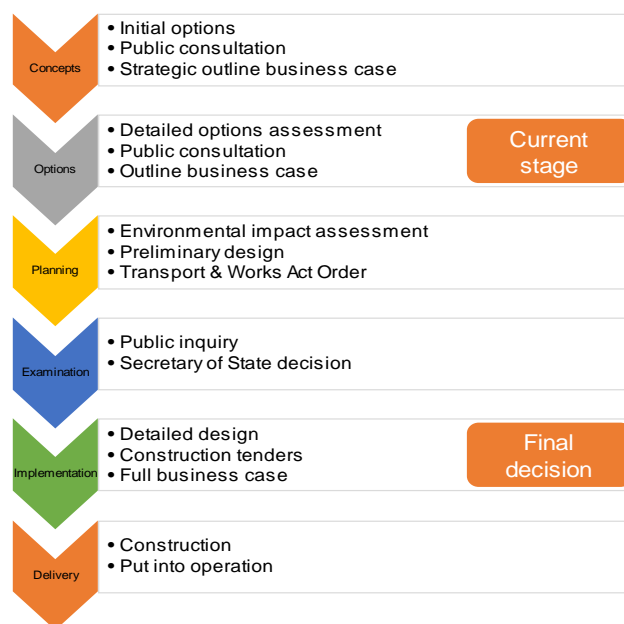 Concepts
• Initial options
• Public consultation
• Strategic outline business case
Options
• Detailed options assessment
• Public consultation
• Outline business case
Current
stage
Planning
• Environmental impact assessment
• Preliminary design
• Transport & Works Act Order
Examination
• Public inquiry
• Secretary of State decision
Implementation
• Detailed design
• Construction tenders
• Full business case
Final
decision
Delivery
• Construction
• Put into operation